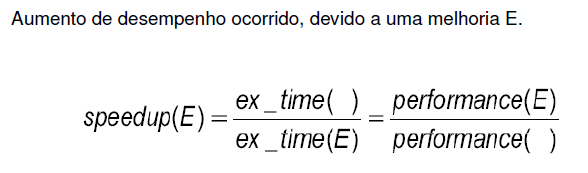 Aumento de desempenho ocorrido, devido a uma melhoria E.
speedup(E) = ex_time( ) / ex_time(E) = performance(E) / performance( )